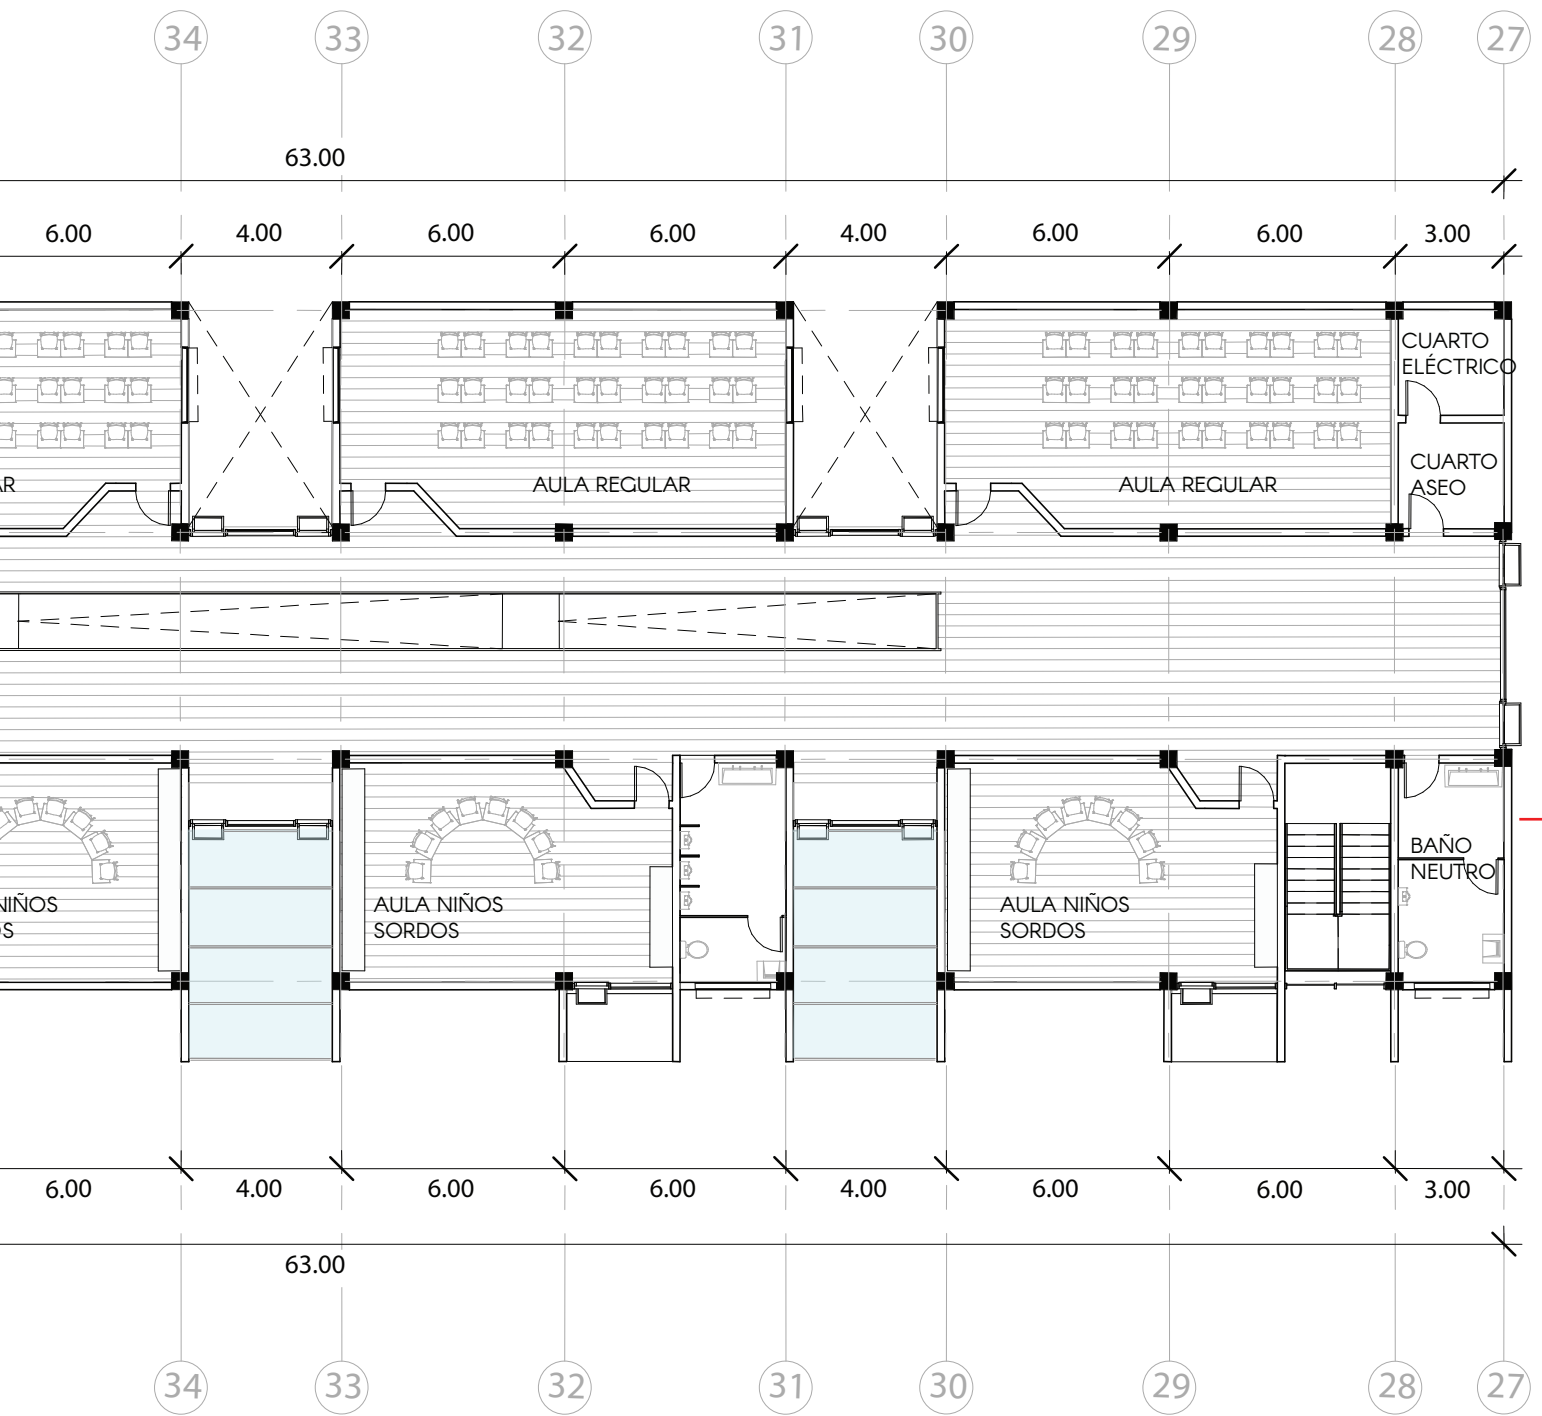 34 33 32 31 30 29 28 27
63.00
6.00 4.00 6.00 6.00 4.00 6.00 6.00 3.00
CUARTO
ELÉCTRICO
CUARTO
ASEO
AR
AULA REGULAR
AULA REGULAR
BAÑO
NEUTRO
NIÑOS
OS
AULA NIÑOS
SORDOS
AULA NIÑOS
SORDOS
6.00 4.00 6.00 6.00 4.00 6.00 6.00 3.00
63.00
34 33 32 31 30 29 28 27